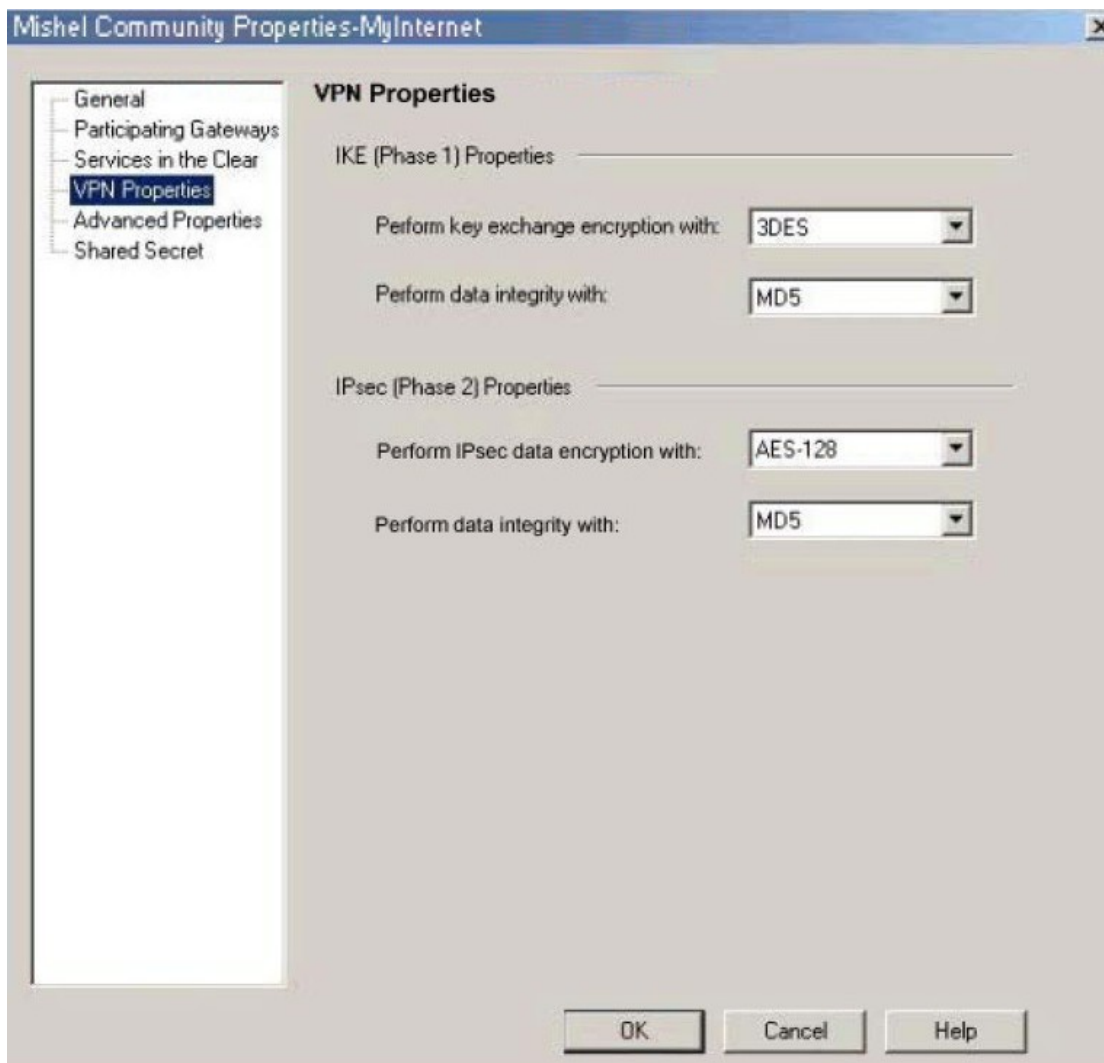 Mishel Community Properties-MyInternet
General
Participating Gateways
Services in the Clear
VPN Properties
Advanced Properties
Shared Secret
VPN Properties
IKE (Phase 1) Properties
Perform key exchange encryption with: 3DES
Perform data integrity with: MD5
IPsec (Phase 2) Properties
Perform IPsec data encryption with: AES-128
Perform data integrity with: MD5
OK Cancel Help